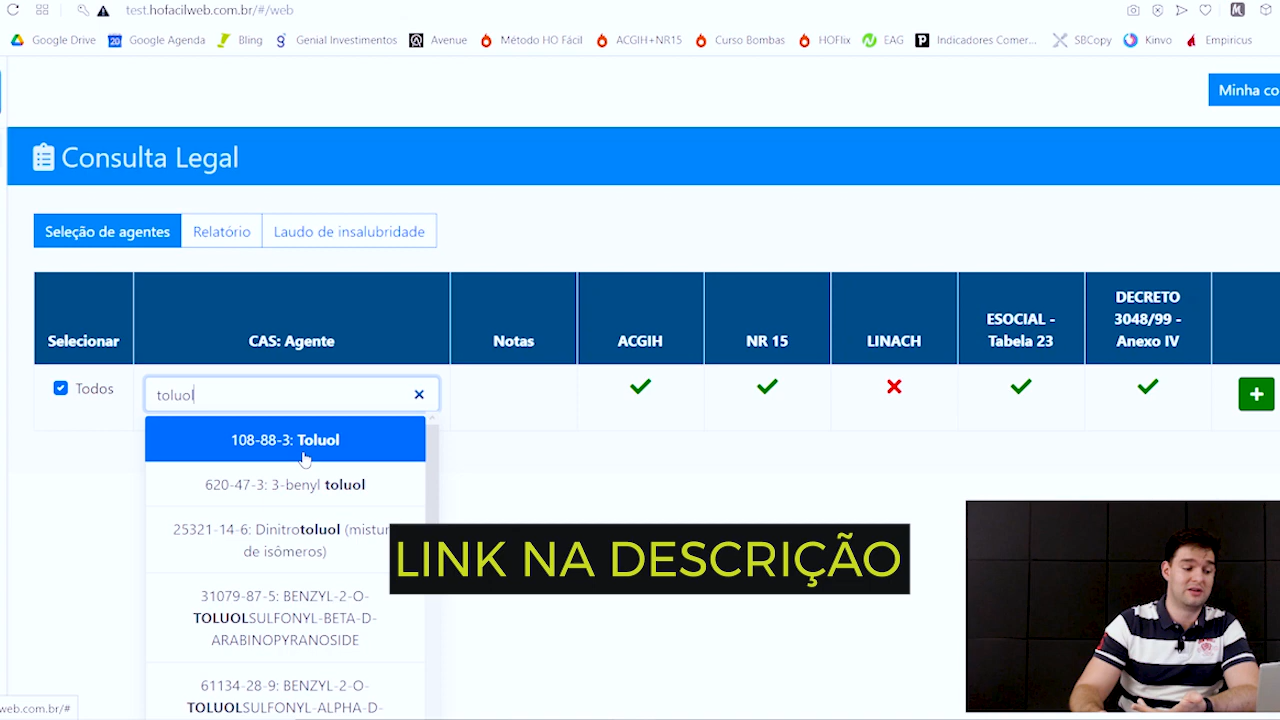 test.hofacilweb.com.br/#/web
Google Drive
20
Google Agenda
Bling
Genial Investimentos
Avenue
Método HO Fácil
ACGIH+NR15
Curso Bombas
HOFlix
EAG
Indicadores Comer...
SBCopy
Kinvo
Empiricus
Minha co
Consulta Legal
Seleção de agentes
Relatório
Laudo de insalubridade
Selecionar
CAS: Agente
Notas
ACGIH
NR 15
LINACH
ESOCIAL -
Tabela 23
DECRETO
3048/99 -
Anexo IV
Todos
toluol
108-88-3: Toluol
620-47-3: 3-benyl toluol
25321-14-6: Dinitrotoluol (mistur
de isômeros)
31079-87-5: BENZYL-2-O-
TOLUOLSULFONYL-BETA-D-
ARABINOPYRANOSIDE
61134-28-9: BENZYL-2-O-
TOLUOLSULFONYL-ALPHA-D-
LINK NA DESCRIÇÃO
web.com.br/#